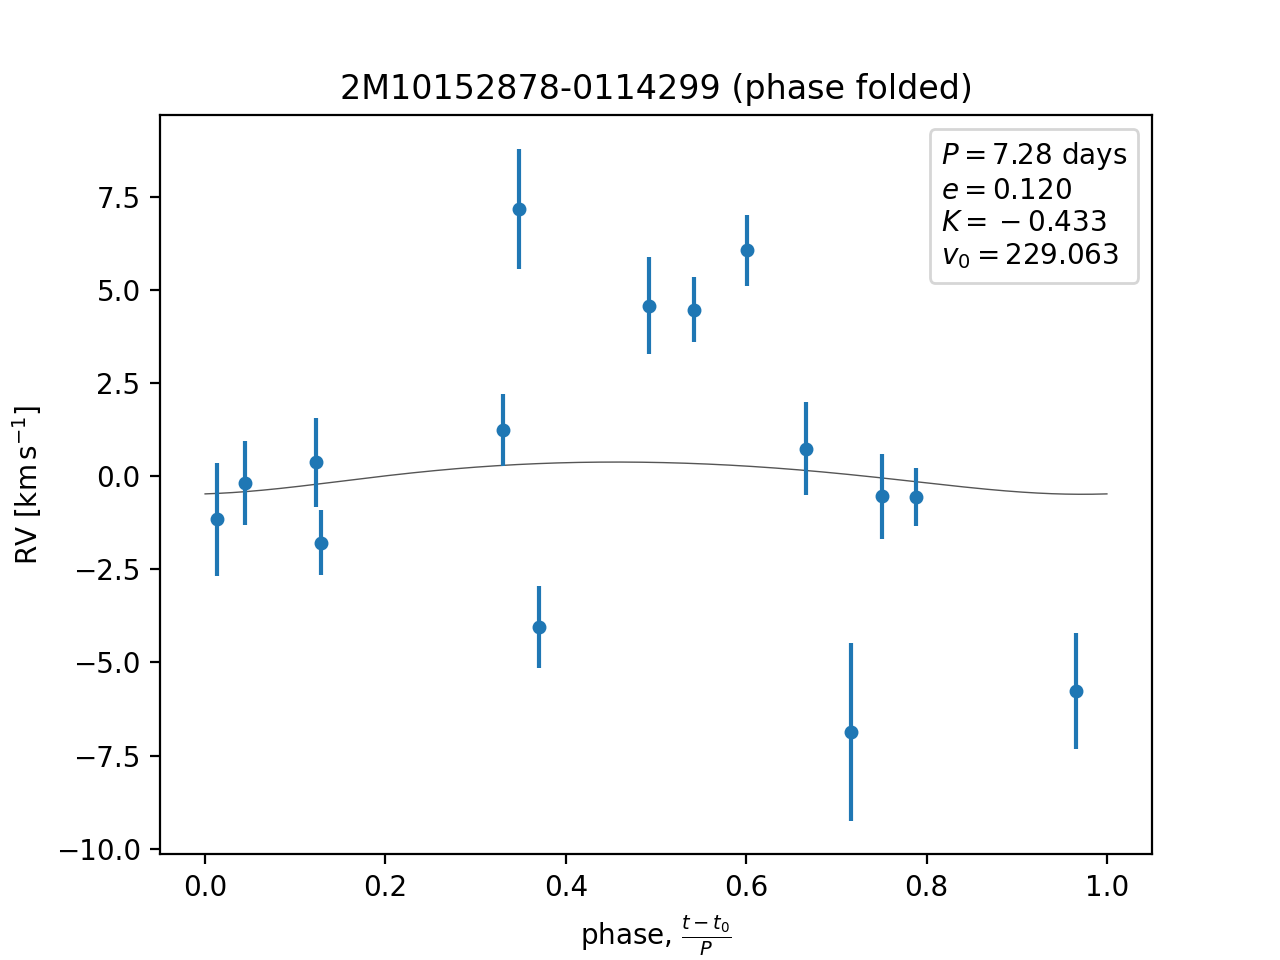 2M10152878-0114299 (phase folded)
P = 7.28 days
e = 0.120
K = −0.433
v₀ = 229.063
RV [km s⁻¹]
7.5
5.0
2.5
0.0
−2.5
−5.0
−7.5
−10.0
0.0 0.2 0.4 0.6 0.8 1.0
phase, (t − t₀)/P